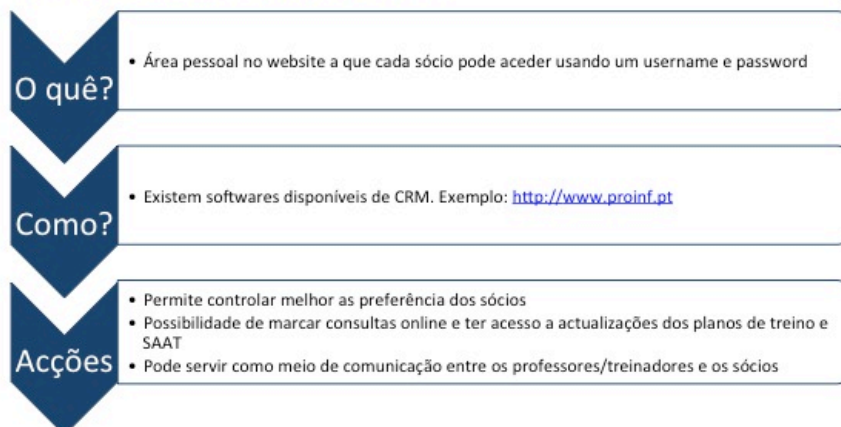 O quê?
• Área pessoal no website a que cada sócio pode aceder usando um username e password
Como?
• Existem softwares disponíveis de CRM. Exemplo: http://www.proinf.pt
Acções
• Permite controlar melhor as preferência dos sócios
• Possibilidade de marcar consultas online e ter acesso a actualizações dos planos de treino e
SAAT
• Pode servir como meio de comunicação entre os professores/treinadores e os sócios